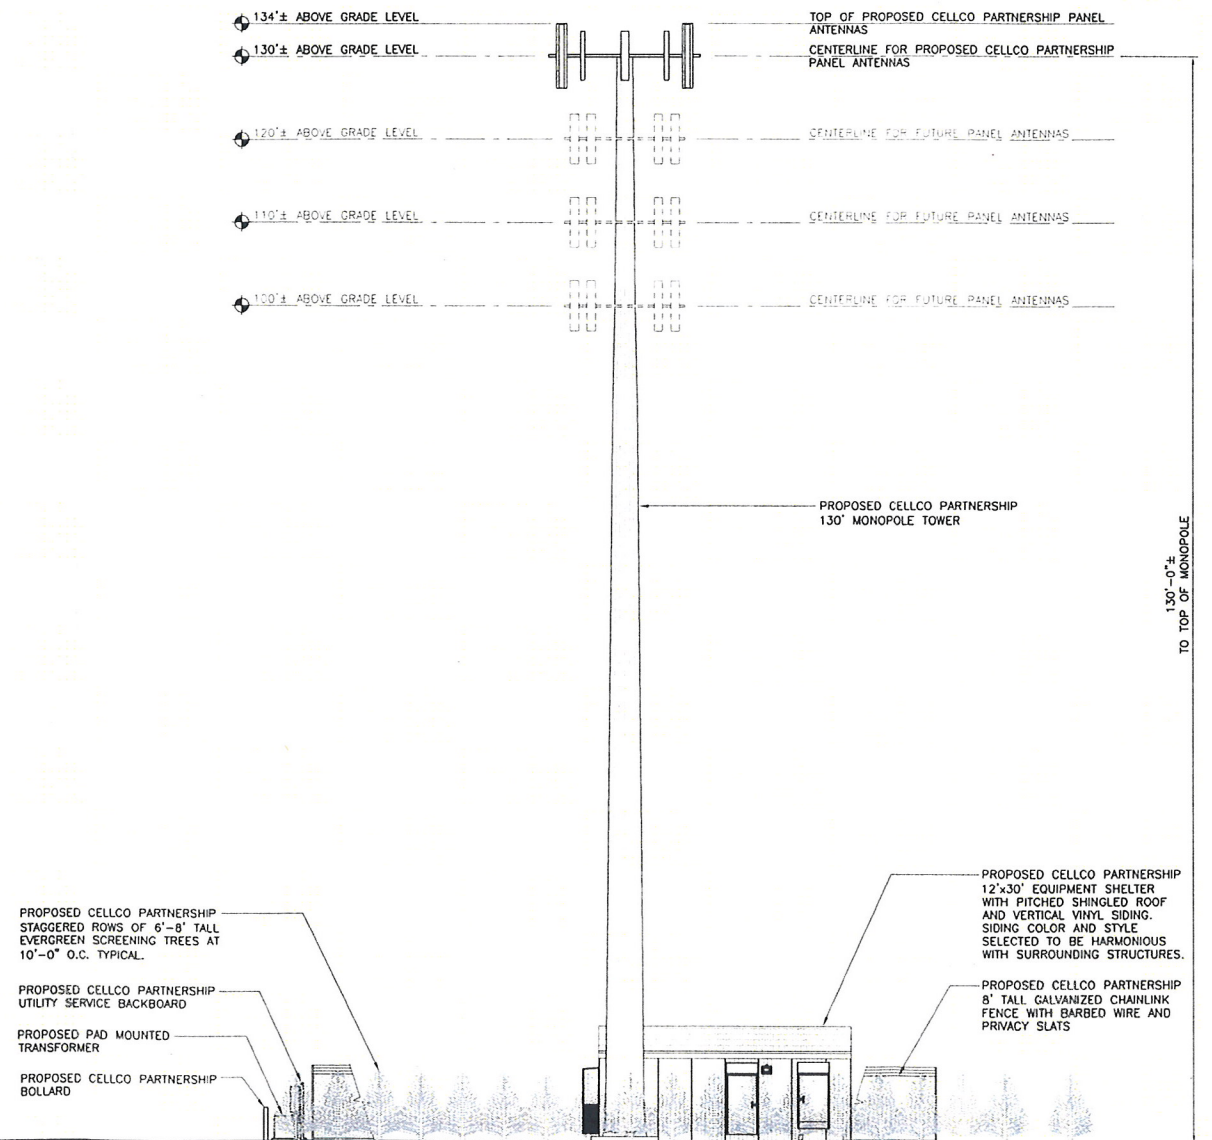 134'± ABOVE GRADE LEVEL
TOP OF PROPOSED CELLCO PARTNERSHIP PANEL
ANTENNAS
130'± ABOVE GRADE LEVEL
CENTERLINE FOR PROPOSED CELLCO PARTNERSHIP
PANEL ANTENNAS
120'± ABOVE GRADE LEVEL
CENTERLINE FOR FUTURE PANEL ANTENNAS
110'± ABOVE GRADE LEVEL
CENTERLINE FOR FUTURE PANEL ANTENNAS
100'± ABOVE GRADE LEVEL
CENTERLINE FOR FUTURE PANEL ANTENNAS
PROPOSED CELLCO PARTNERSHIP
130' MONOPOLE TOWER
130'-0"±
TO TOP OF MONOPOLE
PROPOSED CELLCO PARTNERSHIP
12'x30' EQUIPMENT SHELTER
WITH PITCHED SHINGLED ROOF
AND VERTICAL VINYL SIDING.
SIDING COLOR AND STYLE
SELECTED TO BE HARMONIOUS
WITH SURROUNDING STRUCTURES.
PROPOSED CELLCO PARTNERSHIP
8' TALL GALVANIZED CHAINLINK
FENCE WITH BARBED WIRE AND
PRIVACY SLATS
PROPOSED CELLCO PARTNERSHIP
STAGGERED ROWS OF 6'-8' TALL
EVERGREEN SCREENING TREES AT
10'-0" O.C. TYPICAL.
PROPOSED CELLCO PARTNERSHIP
UTILITY SERVICE BACKBOARD
PROPOSED PAD MOUNTED
TRANSFORMER
PROPOSED CELLCO PARTNERSHIP
BOLLARD